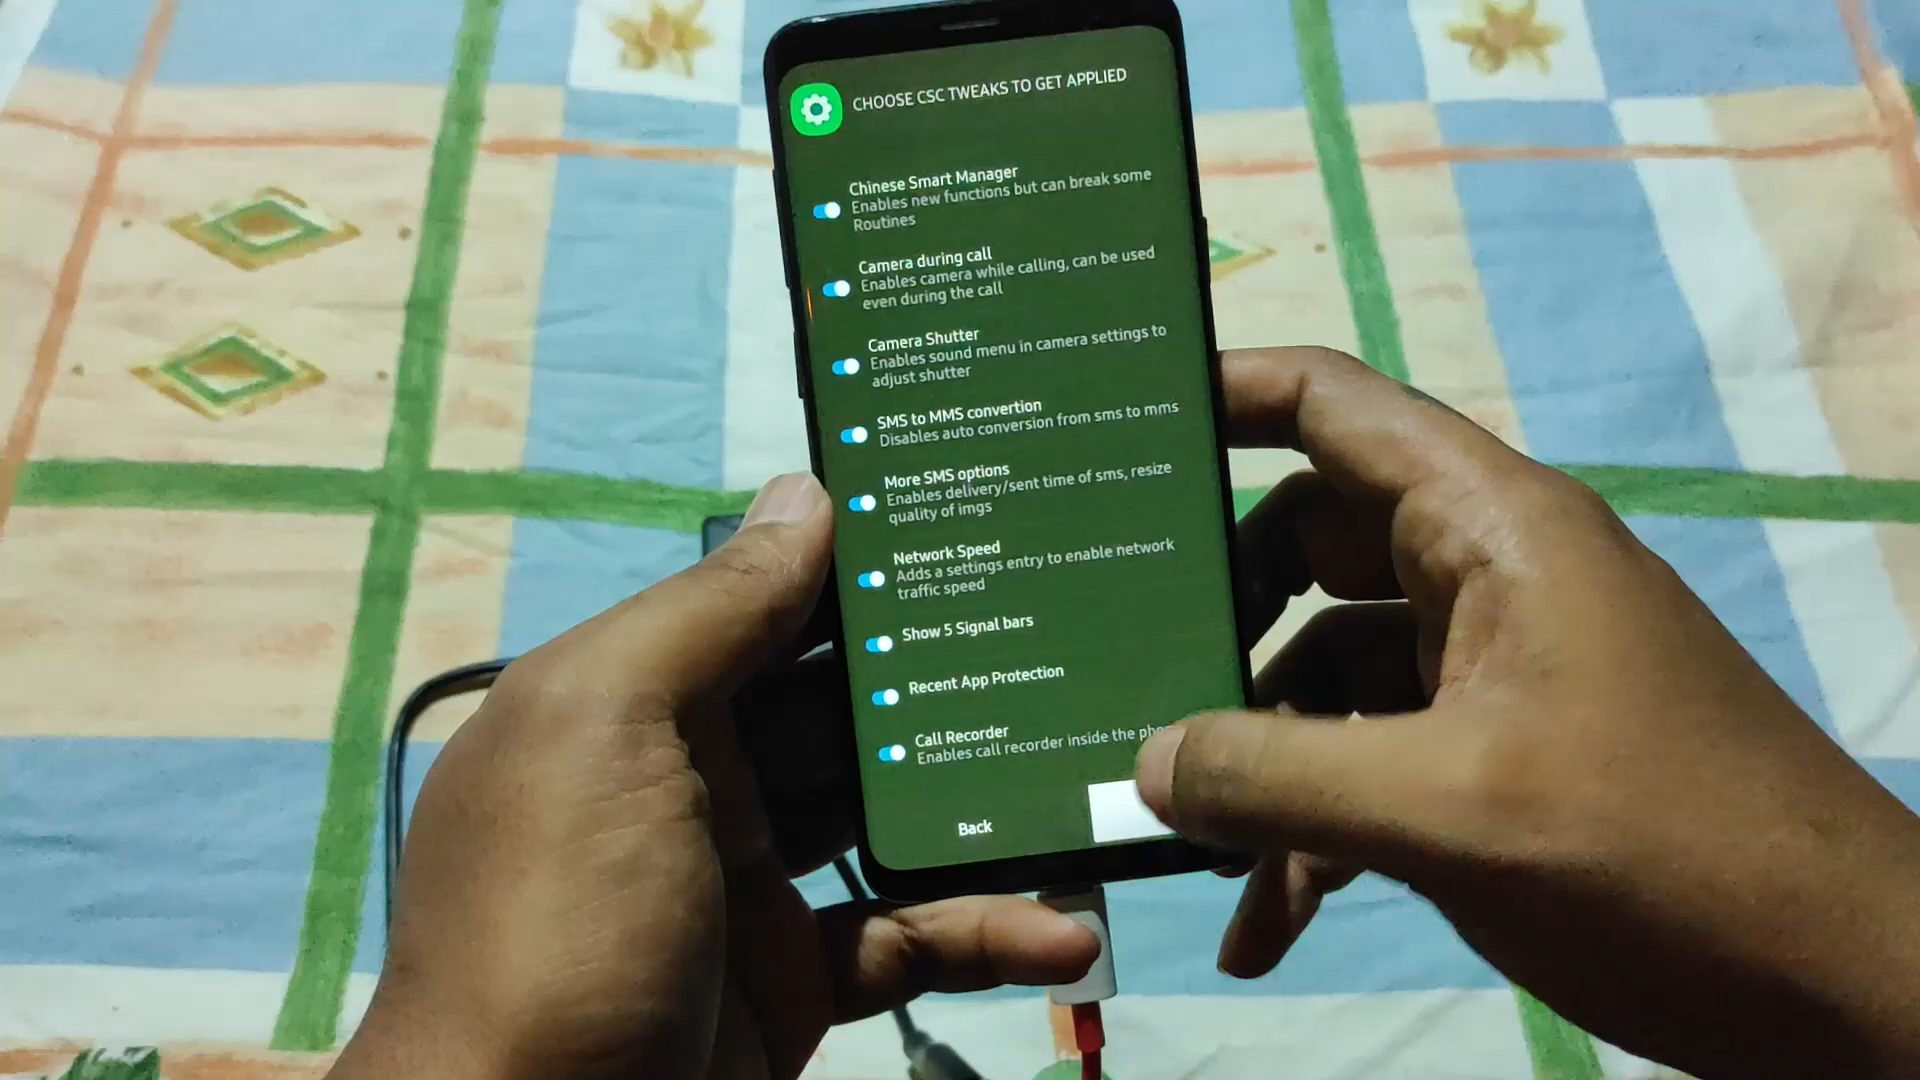 CHOOSE CSC TWEAKS TO GET APPLIED
Chinese Smart Manager
Enables new functions but can break some
Routines
Camera during call
Enables camera while calling, can be used
even during the call
Camera Shutter
Enables sound menu in camera settings to
adjust shutter
SMS to MMS convertion
Disables auto conversion from sms to mms
More SMS options
Enables delivery/sent time of sms, resize
quality of imgs
Network Speed
Adds a settings entry to enable network
traffic speed
Show 5 Signal bars
Recent App Protection
Call Recorder
Enables call recorder inside the
Back